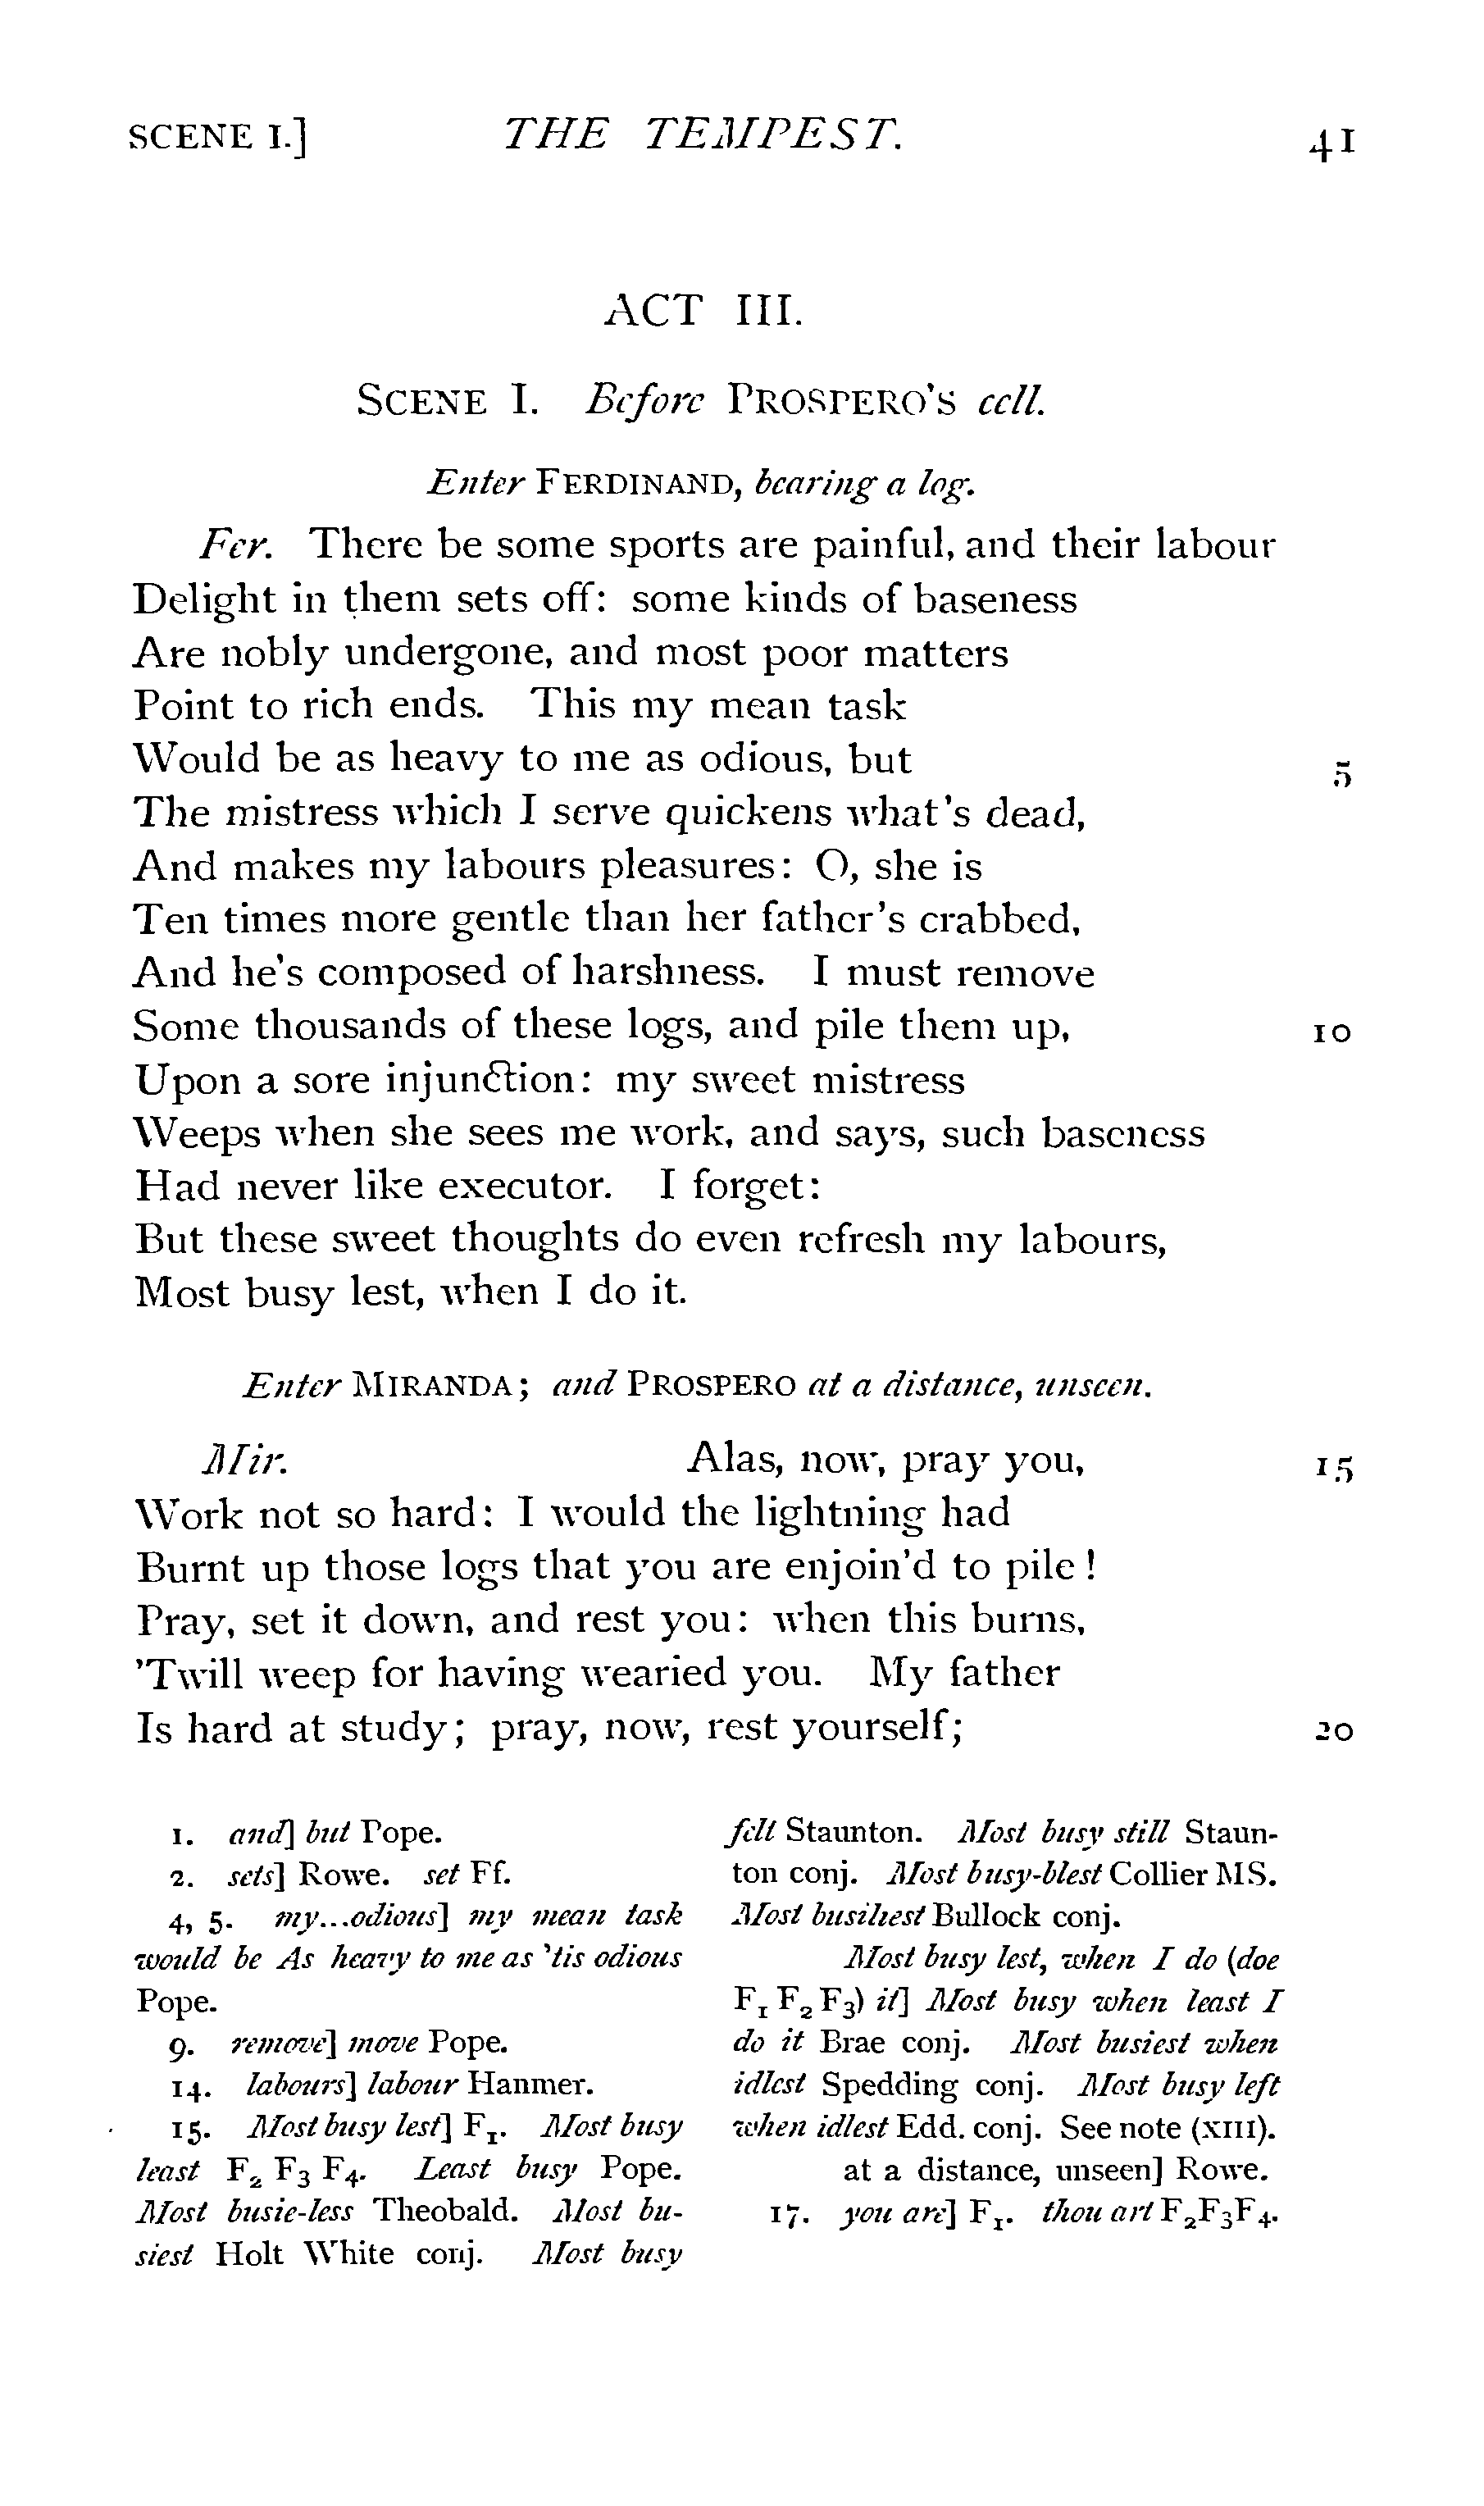 SCENE I.] THE TEMPEST. 41
ACT III.
SCENE I. Before PROSPERO'S cell.
Enter FERDINAND, bearing a log.
Fer. There be some sports are painful, and their labour
Delight in them sets off: some kinds of baseness
Are nobly undergone, and most poor matters
Point to rich ends. This my mean task
Would be as heavy to me as odious, but 5
The mistress which I serve quickens what's dead,
And makes my labours pleasures: O, she is
Ten times more gentle than her father's crabbed,
And he's composed of harshness. I must remove
Some thousands of these logs, and pile them up, 10
Upon a sore injunction: my sweet mistress
Weeps when she sees me work, and says, such baseness
Had never like executor. I forget:
But these sweet thoughts do even refresh my labours,
Most busy lest, when I do it.
Enter MIRANDA; and PROSPERO at a distance, unseen.
Mir. Alas, now, pray you, 15
Work not so hard: I would the lightning had
Burnt up those logs that you are enjoin'd to pile!
Pray, set it down, and rest you: when this burns,
'Twill weep for having wearied you. My father
Is hard at study; pray, now, rest yourself; 20
1. and] but Pope.
2. sets] Rowe. set Ff.
4, 5. my...odious] my mean task
would be As heavy to me as 'tis odious
Pope.
9. remove] move Pope.
14. labours] labour Hanmer.
15. Most busy lest] F1. Most busy
least F2 F3 F4. Least busy Pope.
Most busie-less Theobald. Most bu-
siest Holt White conj. Most busy
felt Staunton. Most busy still Staun-
ton conj. Most busy-blest Collier MS.
Most busiliest Bullock conj.
Most busy lest, when I do (doe
F1 F2 F3) it] Most busy when least I
do it Brae conj. Most busiest when
idlest Spedding conj. Most busy left
when idlest Edd. conj. See note (XIII).
at a distance, unseen] Rowe.
17. you are] F1. thou art F2F3F4.